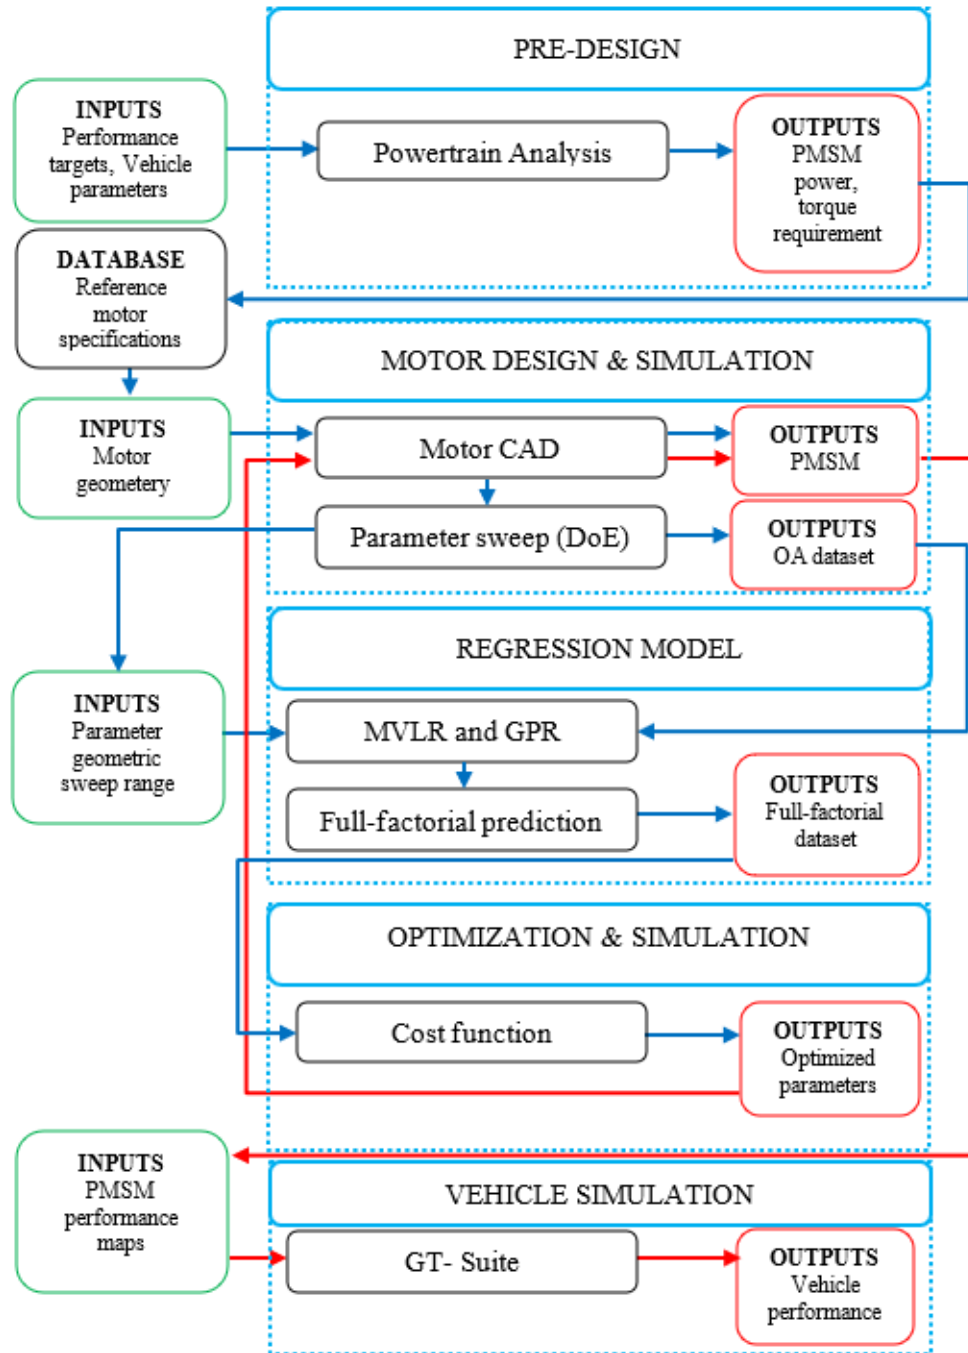 PRE-DESIGN
INPUTS
Performance
targets, Vehicle
parameters
Powertrain Analysis
OUTPUTS
PMSM
power,
torque
requirement
DATABASE
Reference
motor
specifications
MOTOR DESIGN & SIMULATION
INPUTS
Motor
geometery
Motor CAD
OUTPUTS
PMSM
Parameter sweep (DoE)
OUTPUTS
OA dataset
REGRESSION MODEL
INPUTS
Parameter
geometric
sweep range
MVLR and GPR
Full-factorial prediction
OUTPUTS
Full-factorial
dataset
OPTIMIZATION & SIMULATION
Cost function
OUTPUTS
Optimized
parameters
INPUTS
PMSM
performance
maps
VEHICLE SIMULATION
GT- Suite
OUTPUTS
Vehicle
performance